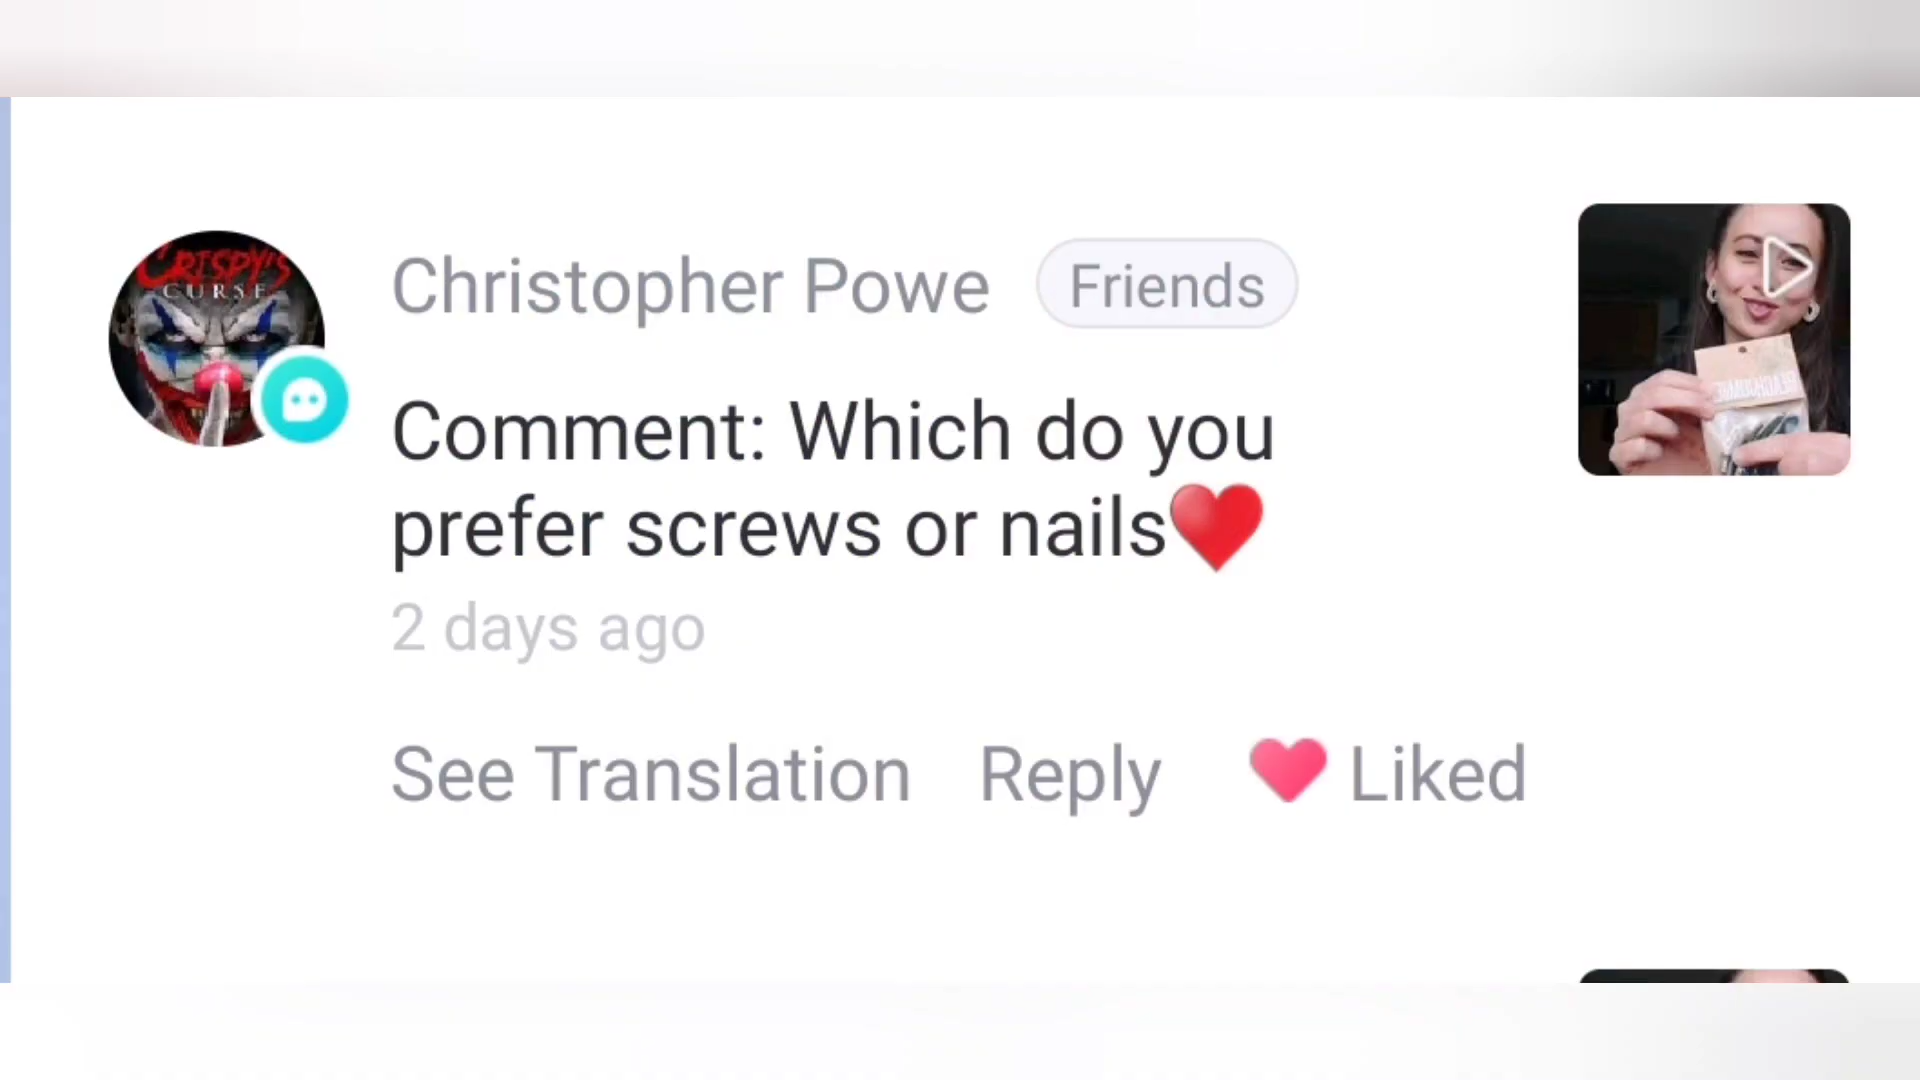 CRISPY'S
CURSE
Christopher Powe
Friends
Comment: Which do you
prefer screws or nails❤️
2 days ago
See Translation
Reply
Liked